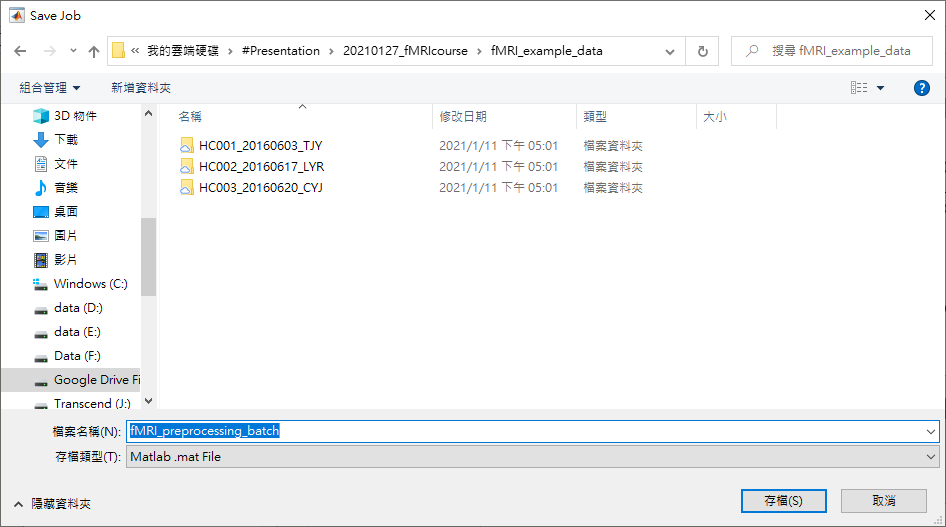 Save Job
« 我的雲端硬碟 › #Presentation › 20210127_fMRIcourse › fMRI_example_data
搜尋 fMRI_example_data
組合管理 新增資料夾
名稱 修改日期 類型 大小
3D 物件
下載
文件
音樂
桌面
圖片
影片
Windows (C:)
data (D:)
data (E:)
Data (F:)
Google Drive Fi
Transcend (J:)
HC001_20160603_TJY 2021/1/11 下午 05:01 檔案資料夾
HC002_20160617_LYR 2021/1/11 下午 05:01 檔案資料夾
HC003_20160620_CYJ 2021/1/11 下午 05:01 檔案資料夾
檔案名稱(N): fMRI_preprocessing_batch
存檔類型(T): Matlab .mat File
隱藏資料夾 存檔(S) 取消